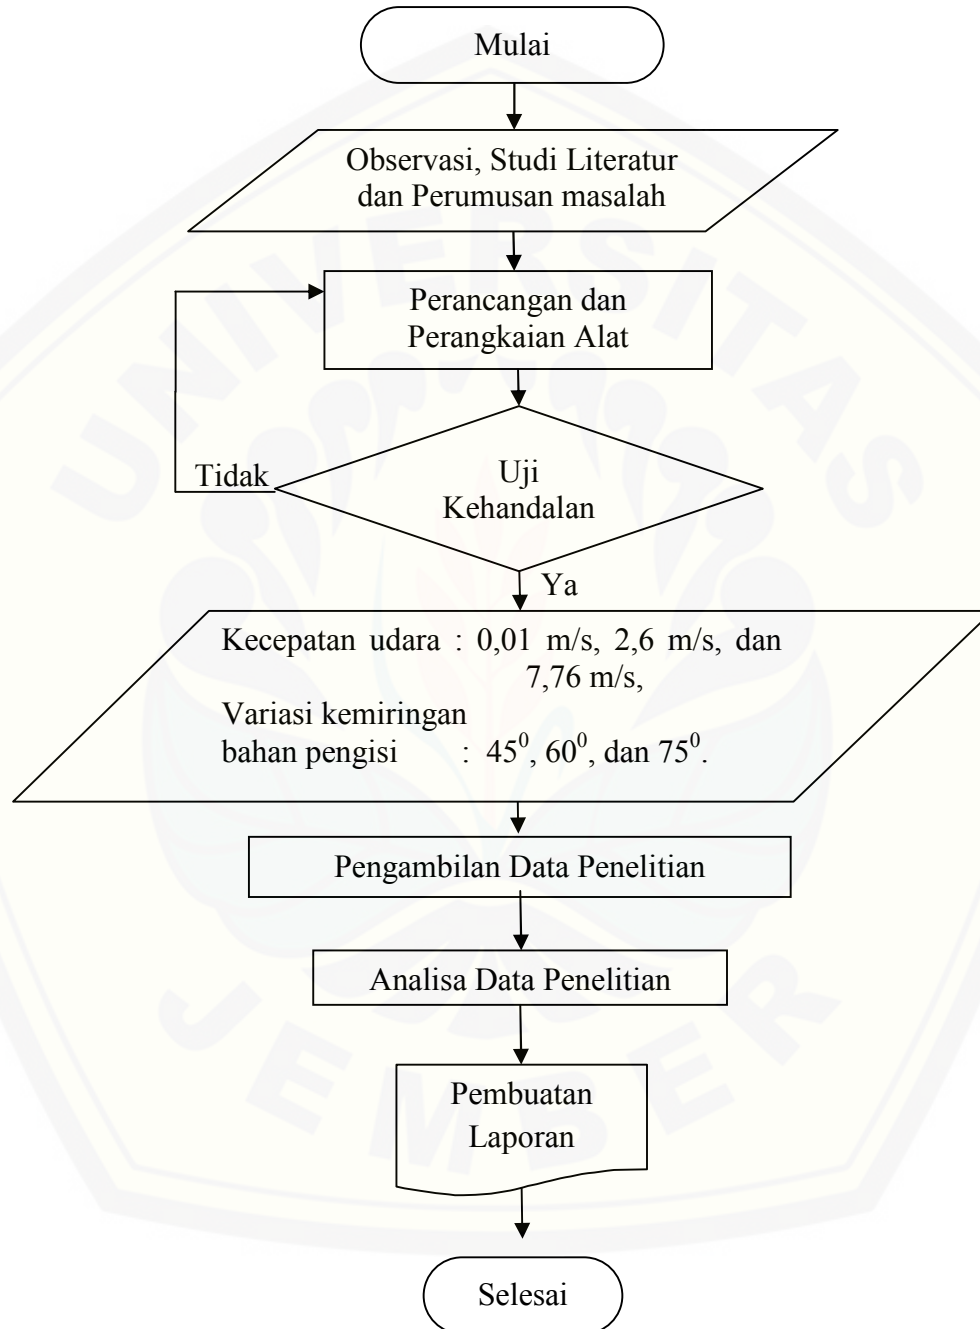 Mulai
Observasi, Studi Literatur
dan Perumusan masalah
Perancangan dan
Perangkaian Alat
Tidak
Uji
Kehandalan
Ya
Kecepatan udara : 0,01 m/s, 2,6 m/s, dan
7,76 m/s,
Variasi kemiringan
bahan pengisi : 45⁰, 60⁰, dan 75⁰.
Pengambilan Data Penelitian
Analisa Data Penelitian
Pembuatan
Laporan
Selesai
UNIVERSITAS
JEMBER